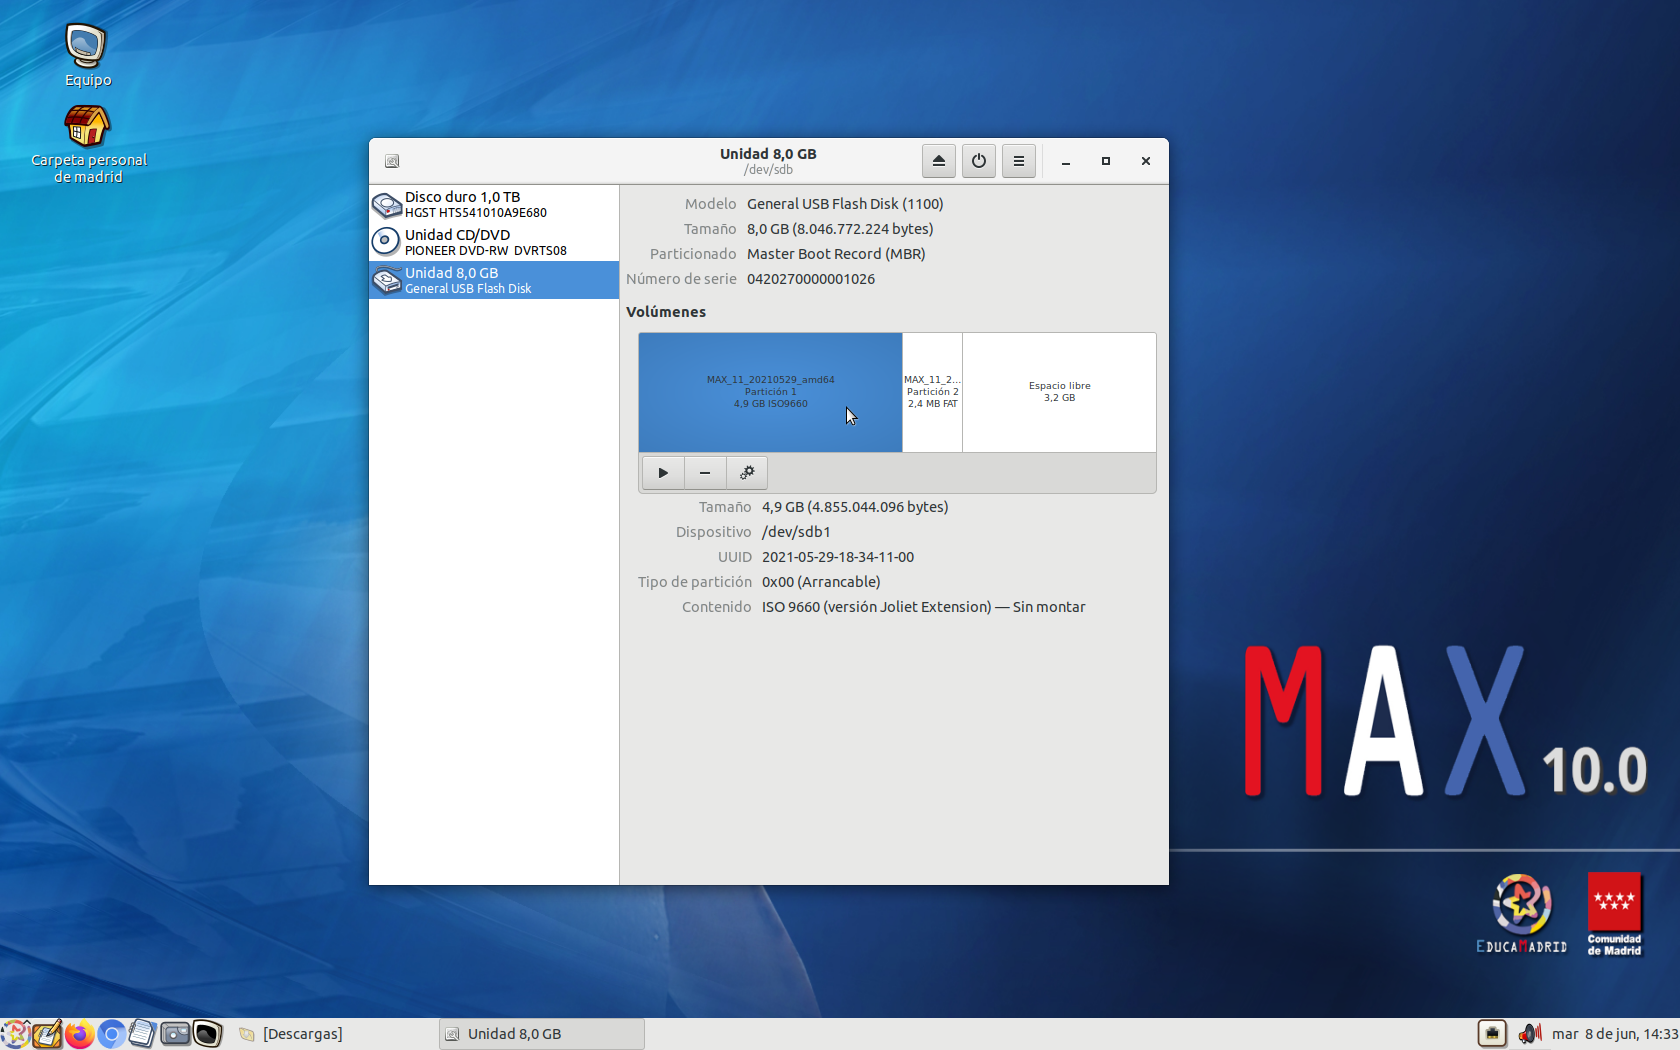 Equipo
Carpeta personal
de madrid
Unidad 8,0 GB
/dev/sdb
Disco duro 1,0 TB
HGST HTS541010A9E680
Unidad CD/DVD
PIONEER DVD-RW DVRTS08
Unidad 8,0 GB
General USB Flash Disk
Modelo General USB Flash Disk (1100)
Tamaño 8,0 GB (8.046.772.224 bytes)
Particionado Master Boot Record (MBR)
Número de serie 0420270000001026
Volúmenes
MAX_11_20210529_amd64
Partición 1
4,9 GB ISO9660
MAX_11_2...
Partición 2
2,4 MB FAT
Espacio libre
3,2 GB
Tamaño 4,9 GB (4.855.044.096 bytes)
Dispositivo /dev/sdb1
UUID 2021-05-29-18-34-11-00
Tipo de partición 0x00 (Arrancable)
Contenido ISO 9660 (versión Joliet Extension) — Sin montar
MAX 10.0
EDUCAMADRID
Comunidad
de Madrid
[Descargas]
Unidad 8,0 GB
mar 8 de jun, 14:33